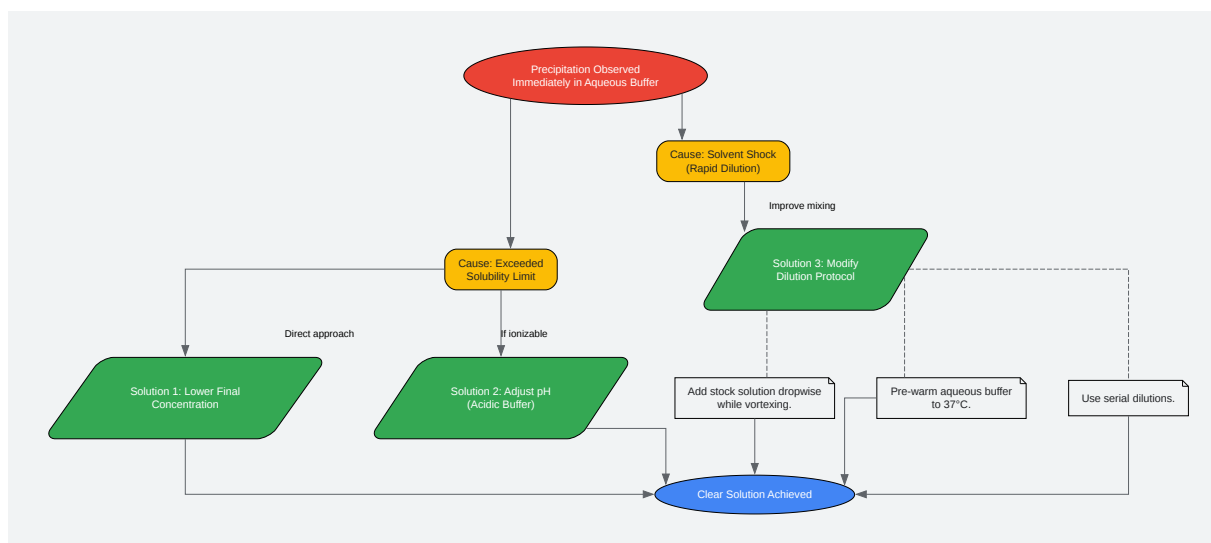 Precipitation Observed
Immediately in Aqueous Buffer
Cause: Solvent Shock
(Rapid Dilution)
Improve mixing
Cause: Exceeded
Solubility Limit
Solution 3: Modify
Dilution Protocol
Direct approach
If ionizable
Solution 1: Lower Final
Concentration
Solution 2: Adjust pH
(Acidic Buffer)
Add stock solution dropwise
while vortexing.
Pre-warm aqueous buffer
to 37°C.
Use serial dilutions.
Clear Solution Achieved